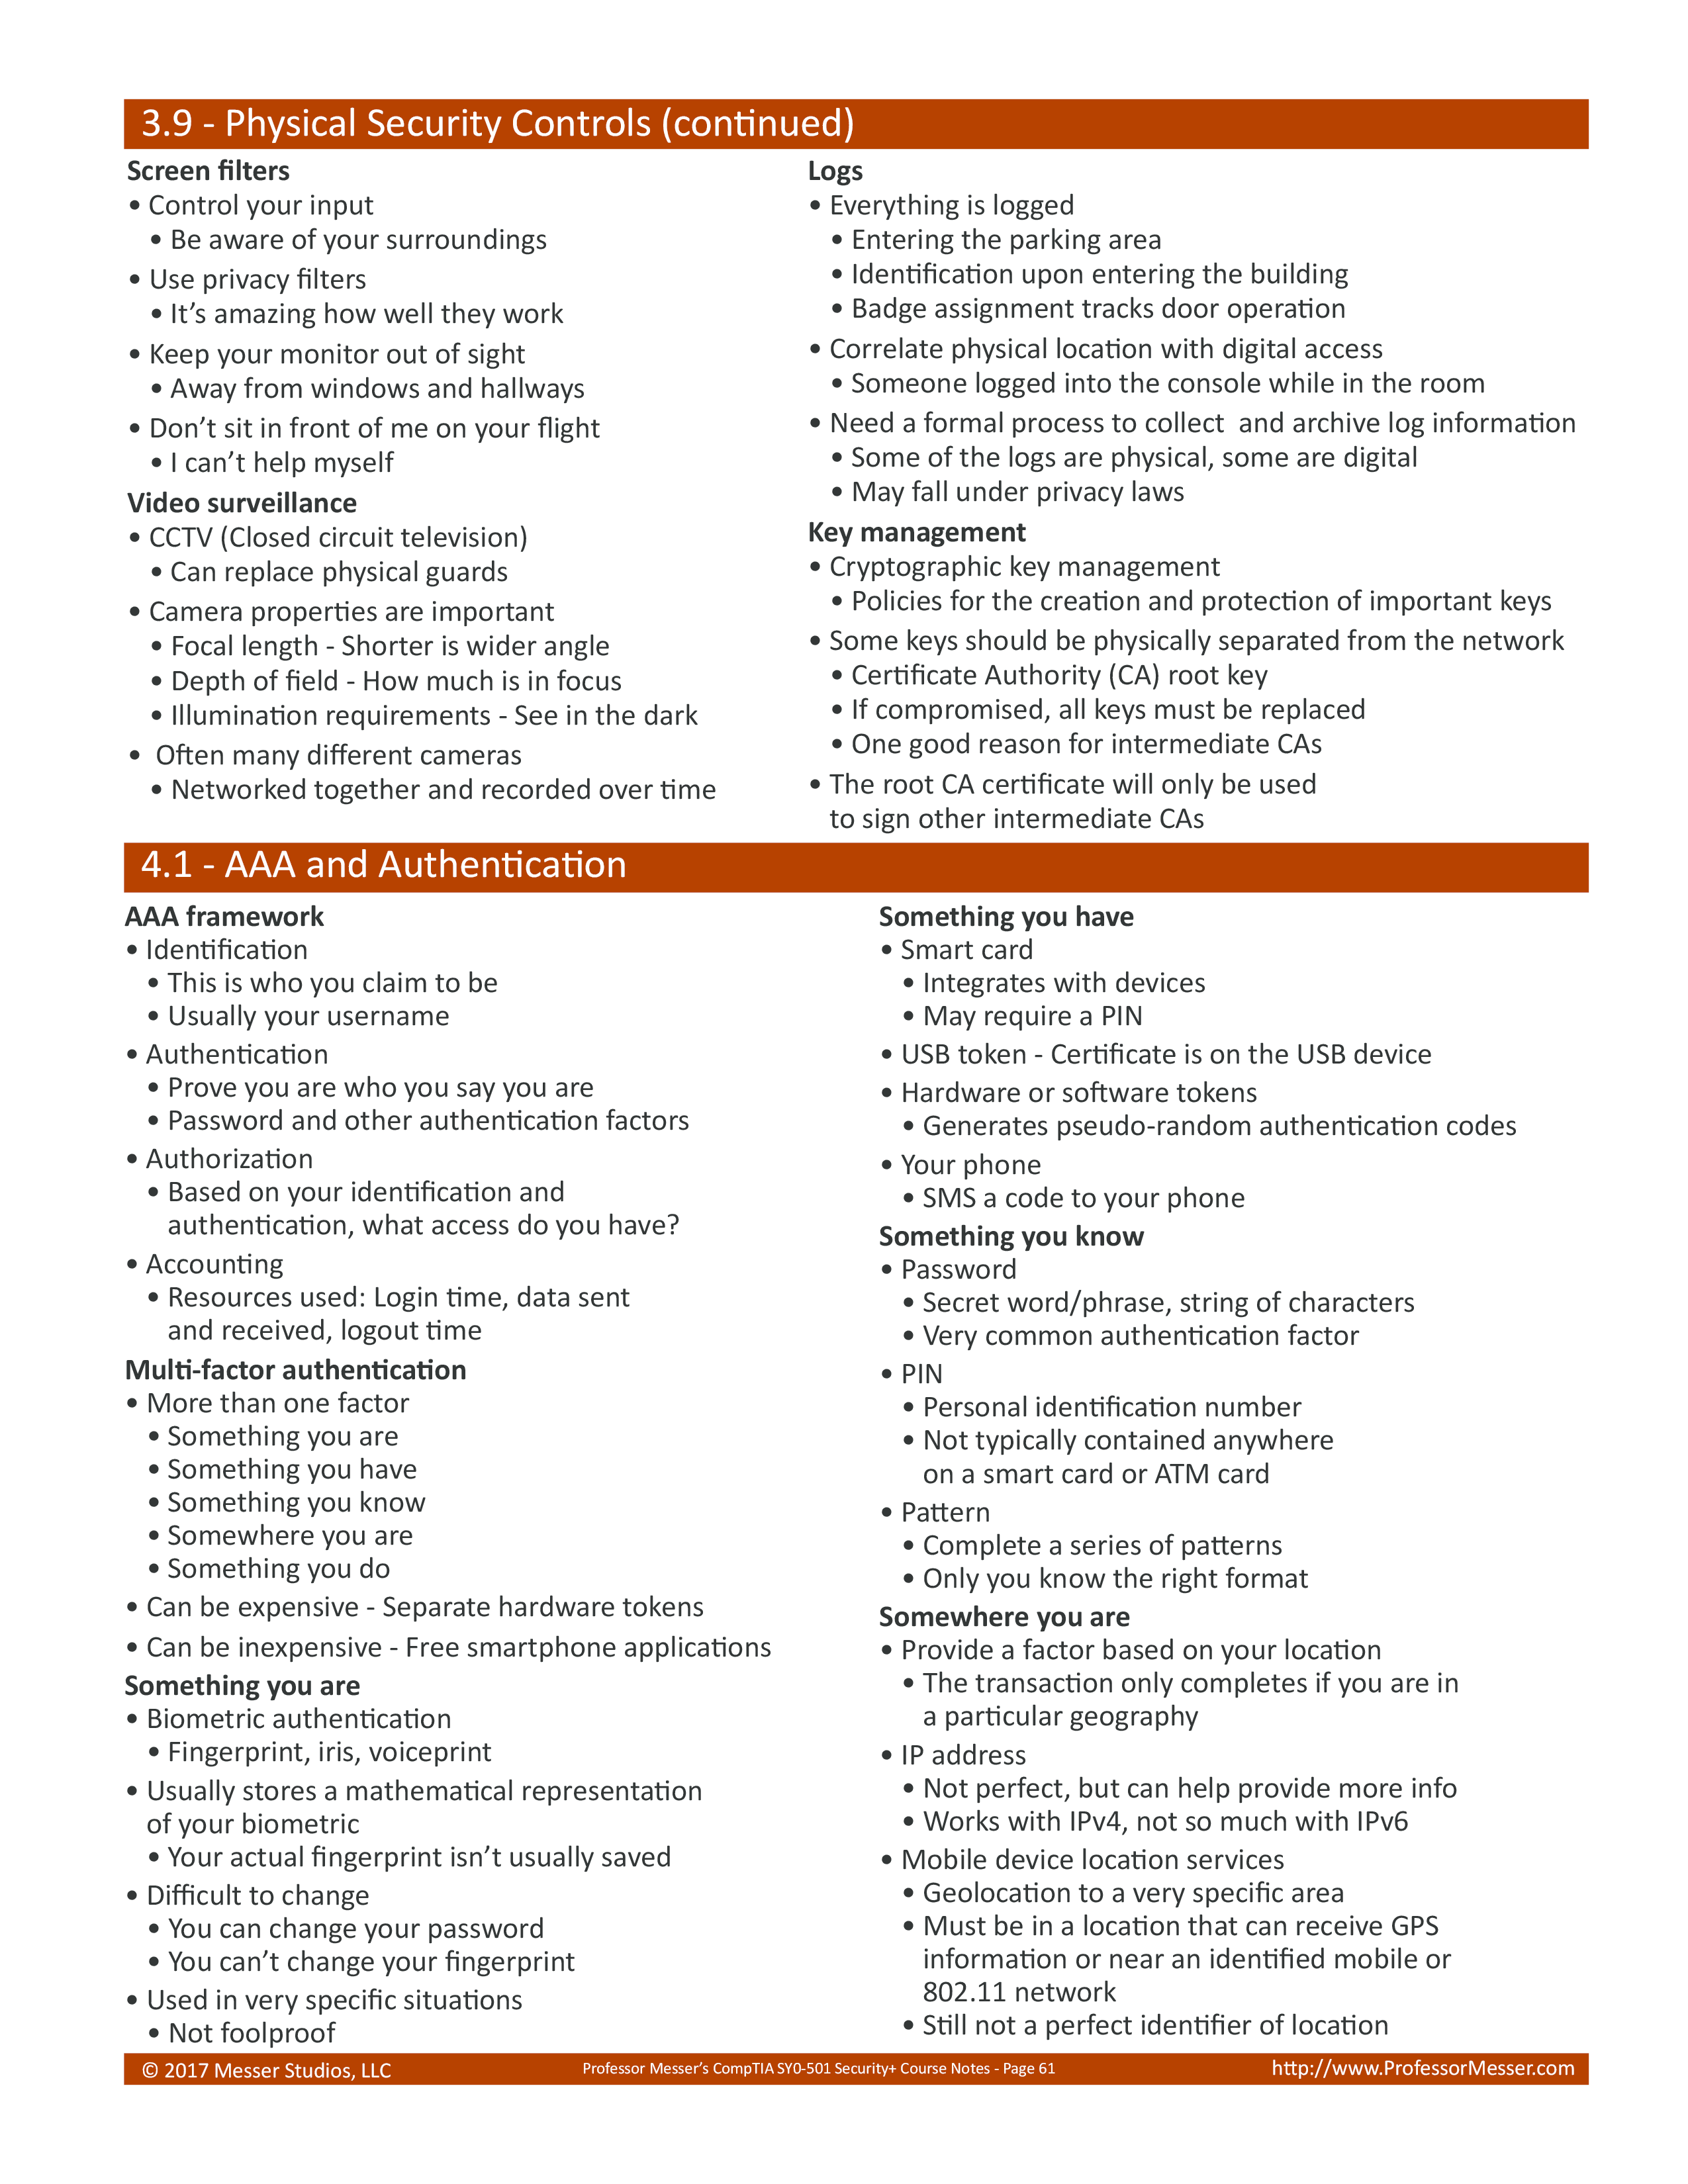 3.9 - Physical Security Controls (continued)
Screen filters
• Control your input
• Be aware of your surroundings
• Use privacy filters
• It’s amazing how well they work
• Keep your monitor out of sight
• Away from windows and hallways
• Don’t sit in front of me on your flight
• I can’t help myself
Video surveillance
• CCTV (Closed circuit television)
• Can replace physical guards
• Camera properties are important
• Focal length - Shorter is wider angle
• Depth of field - How much is in focus
• Illumination requirements - See in the dark
• Often many different cameras
• Networked together and recorded over time
Logs
• Everything is logged
• Entering the parking area
• Identification upon entering the building
• Badge assignment tracks door operation
• Correlate physical location with digital access
• Someone logged into the console while in the room
• Need a formal process to collect and archive log information
• Some of the logs are physical, some are digital
• May fall under privacy laws
Key management
• Cryptographic key management
• Policies for the creation and protection of important keys
• Some keys should be physically separated from the network
• Certificate Authority (CA) root key
• If compromised, all keys must be replaced
• One good reason for intermediate CAs
• The root CA certificate will only be used
to sign other intermediate CAs
4.1 - AAA and Authentication
AAA framework
• Identification
• This is who you claim to be
• Usually your username
• Authentication
• Prove you are who you say you are
• Password and other authentication factors
• Authorization
• Based on your identification and
authentication, what access do you have?
• Accounting
• Resources used: Login time, data sent
and received, logout time
Multi-factor authentication
• More than one factor
• Something you are
• Something you have
• Something you know
• Somewhere you are
• Something you do
• Can be expensive - Separate hardware tokens
• Can be inexpensive - Free smartphone applications
Something you are
• Biometric authentication
• Fingerprint, iris, voiceprint
• Usually stores a mathematical representation
of your biometric
• Your actual fingerprint isn’t usually saved
• Difficult to change
• You can change your password
• You can’t change your fingerprint
• Used in very specific situations
• Not foolproof
Something you have
• Smart card
• Integrates with devices
• May require a PIN
• USB token - Certificate is on the USB device
• Hardware or software tokens
• Generates pseudo-random authentication codes
• Your phone
• SMS a code to your phone
Something you know
• Password
• Secret word/phrase, string of characters
• Very common authentication factor
• PIN
• Personal identification number
• Not typically contained anywhere
on a smart card or ATM card
• Pattern
• Complete a series of patterns
• Only you know the right format
Somewhere you are
• Provide a factor based on your location
• The transaction only completes if you are in
a particular geography
• IP address
• Not perfect, but can help provide more info
• Works with IPv4, not so much with IPv6
• Mobile device location services
• Geolocation to a very specific area
• Must be in a location that can receive GPS
information or near an identified mobile or
802.11 network
• Still not a perfect identifier of location
© 2017 Messer Studios, LLC
Professor Messer’s CompTIA SY0-501 Security+ Course Notes - Page 61
http://www.ProfessorMesser.com